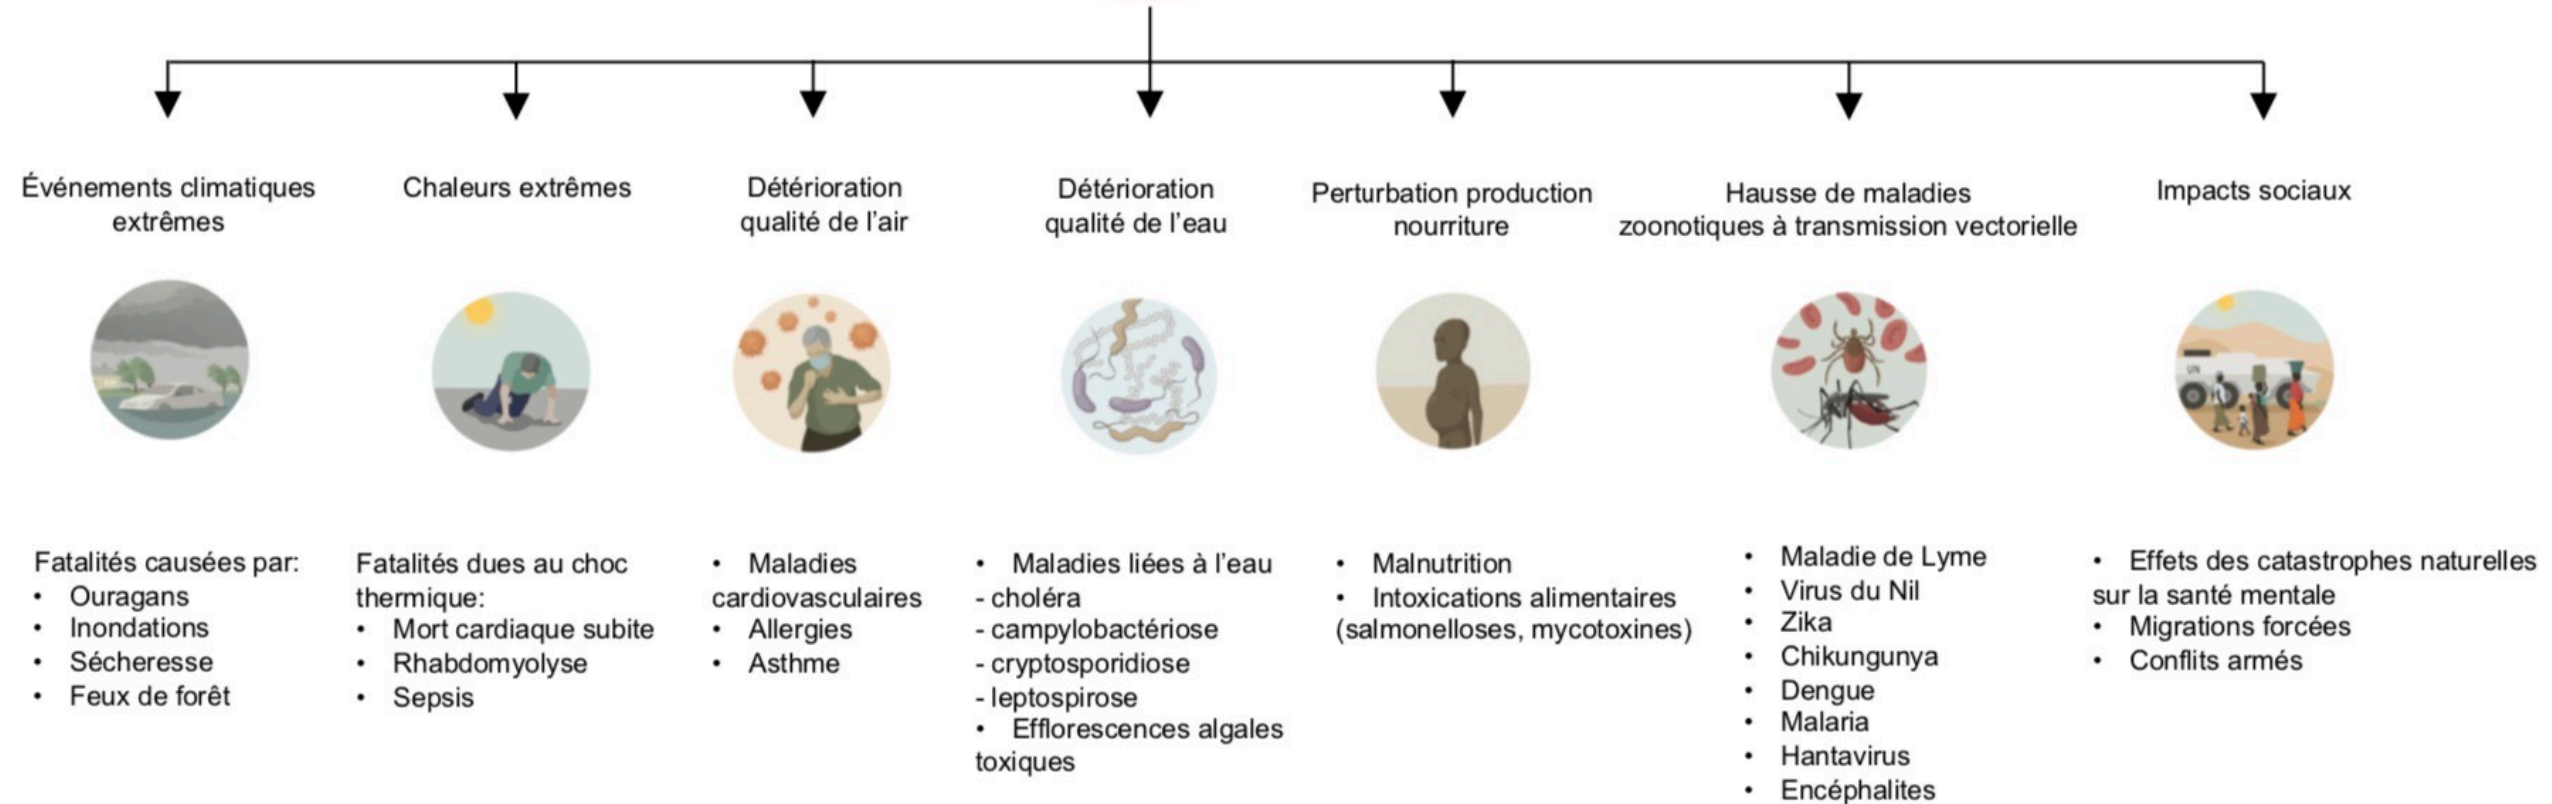 Événements climatiques
extrêmes
Fatalités causées par:
• Ouragans
• Inondations
• Sécheresse
• Feux de forêt
Chaleurs extrêmes
Fatalités dues au choc
thermique:
• Mort cardiaque subite
• Rhabdomyolyse
• Sepsis
Détérioration
qualité de l'air
• Maladies
cardiovasculaires
• Allergies
• Asthme
Détérioration
qualité de l'eau
• Maladies liées à l'eau
- choléra
- campylobactériose
- cryptosporidiose
- leptospirose
• Efflorescences algales
toxiques
Perturbation production
nourriture
• Malnutrition
• Intoxications alimentaires
(salmonelloses, mycotoxines)
Hausse de maladies
zoonotiques à transmission vectorielle
• Maladie de Lyme
• Virus du Nil
• Zika
• Chikungunya
• Dengue
• Malaria
• Hantavirus
• Encéphalites
Impacts sociaux
UN
• Effets des catastrophes naturelles
sur la santé mentale
• Migrations forcées
• Conflits armés